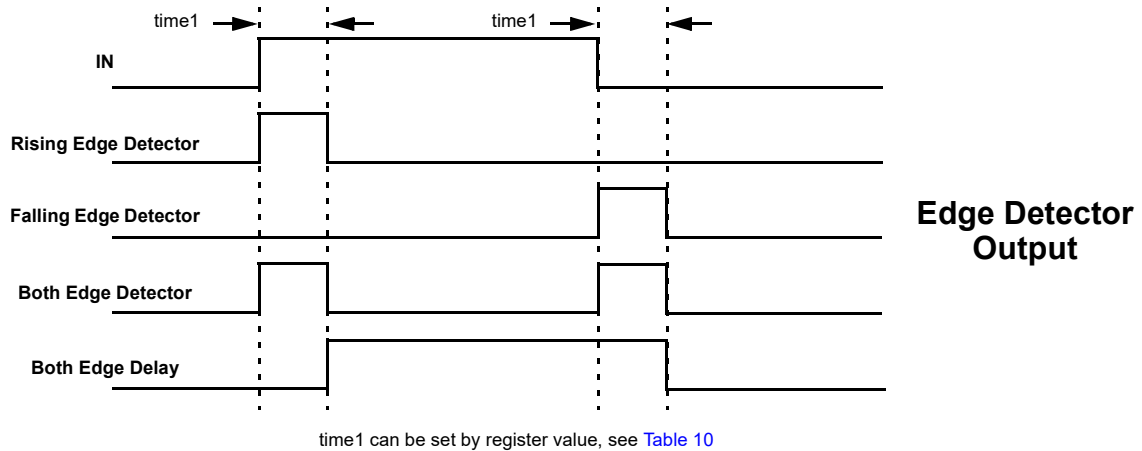 time1
time1
IN
Rising Edge Detector
Falling Edge Detector
Edge Detector
Output
Both Edge Detector
Both Edge Delay
time1 can be set by register value, see Table 10